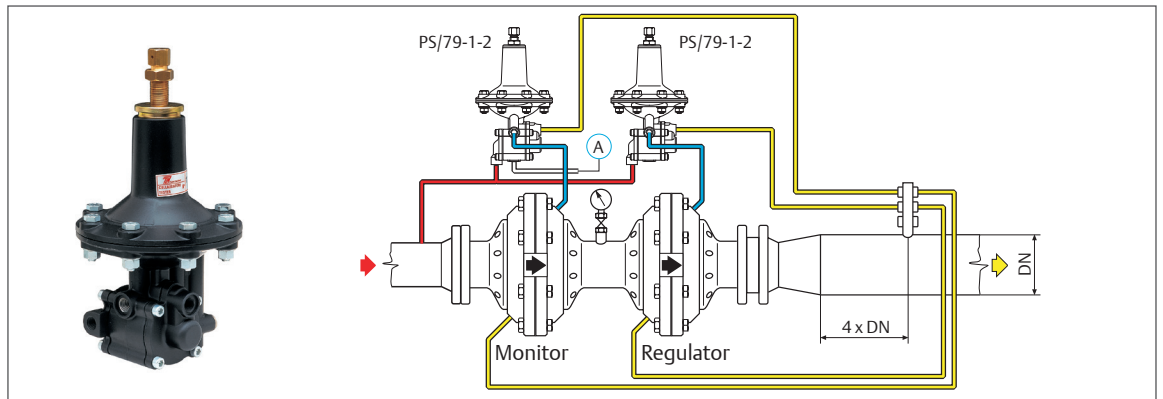 PS/79-1-2
PS/79-1-2
A
Monitor
Regulator
4 x DN
DN